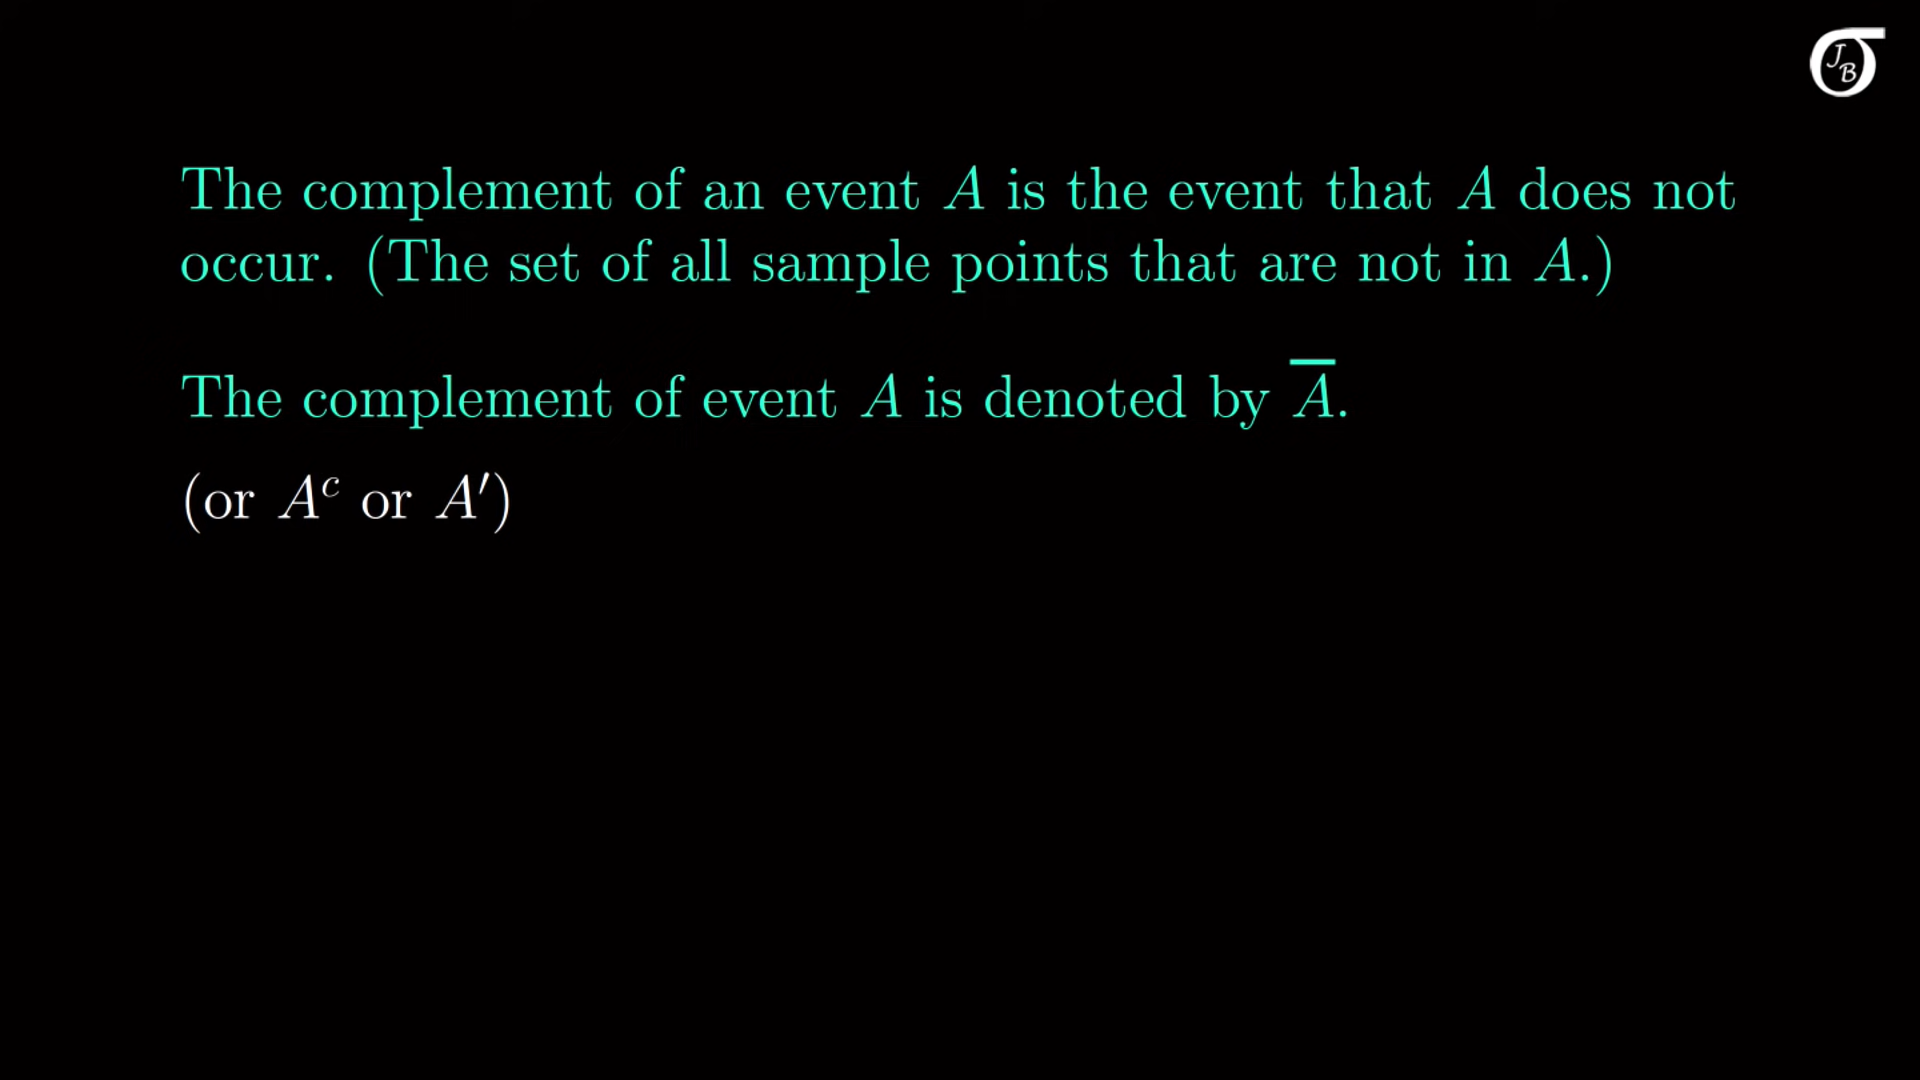 J
B
The complement of an event A is the event that A does not
occur. (The set of all sample points that are not in A.)
The complement of event A is denoted by A̅.
(or Aᶜ or A′)